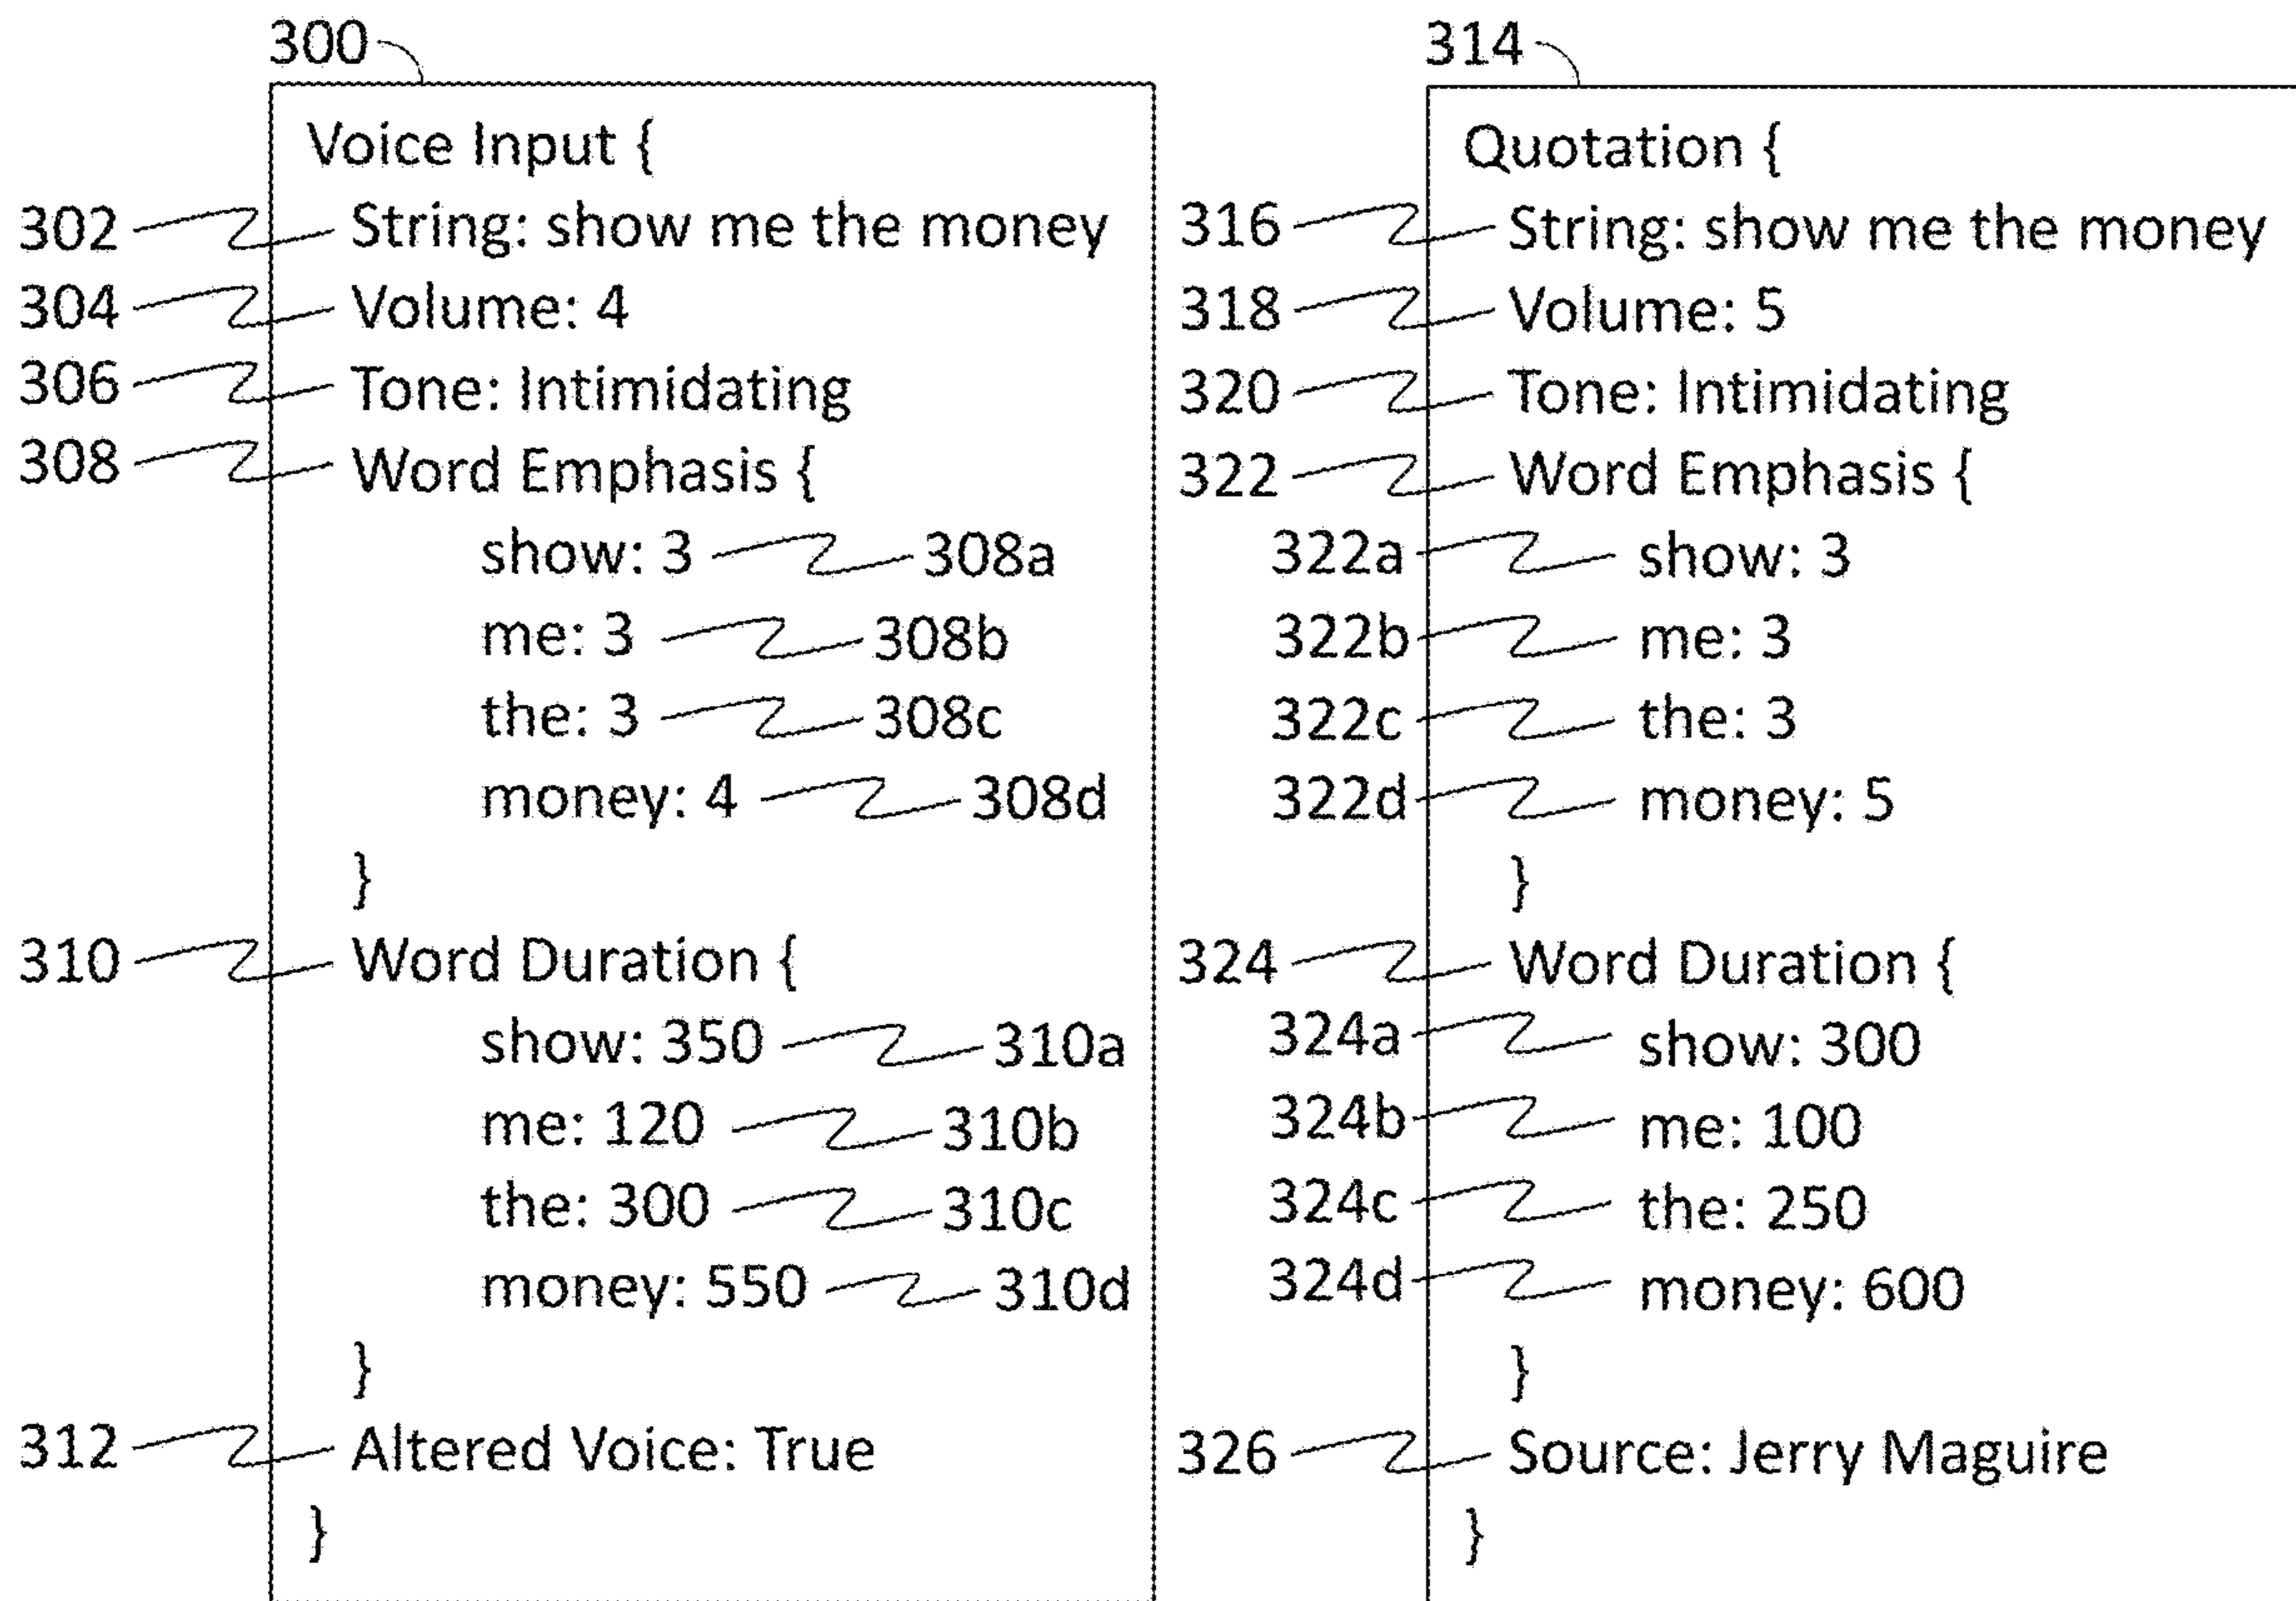 300
Voice Input {
302 String: show me the money
304 Volume: 4
306 Tone: Intimidating
308 Word Emphasis {
show: 3 308a
me: 3 308b
the: 3 308c
money: 4 308d
}
310 Word Duration {
show: 350 310a
me: 120 310b
the: 300 310c
money: 550 310d
}
312 Altered Voice: True
}
314
Quotation {
316 String: show me the money
318 Volume: 5
320 Tone: Intimidating
322 Word Emphasis {
322a show: 3
322b me: 3
322c the: 3
322d money: 5
}
324 Word Duration {
324a show: 300
324b me: 100
324c the: 250
324d money: 600
}
326 Source: Jerry Maguire
}